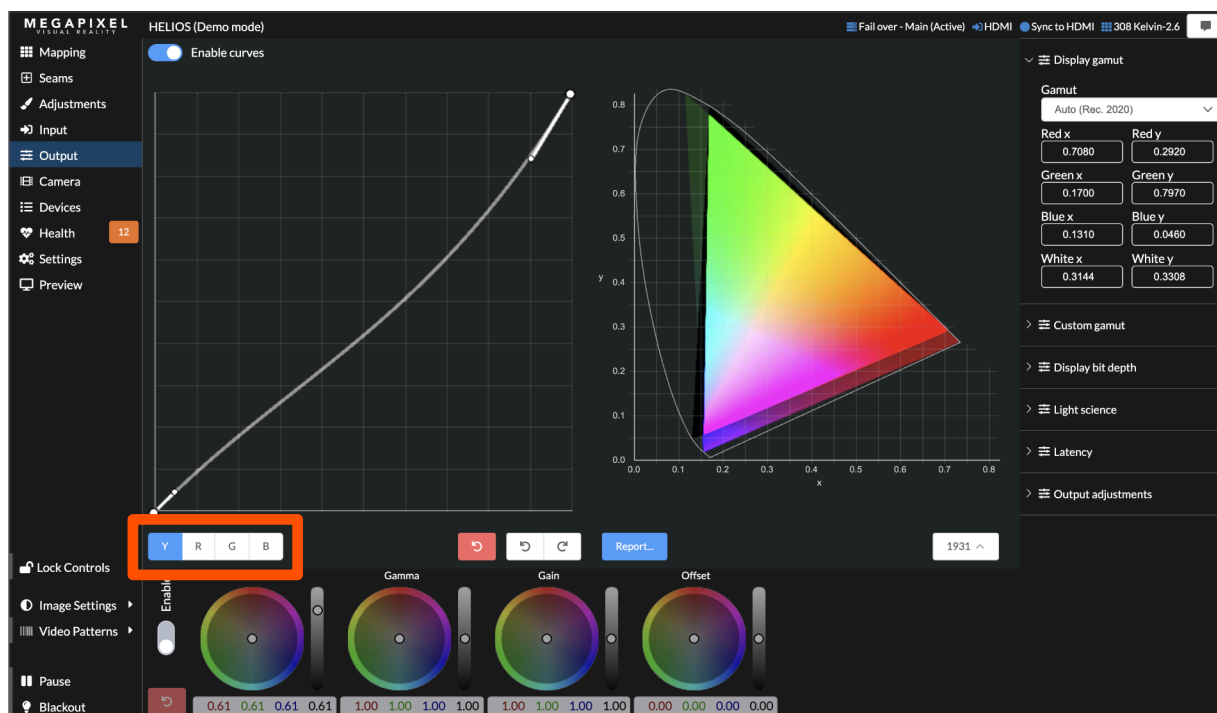 MEGAPIXEL
VISUAL REALITY
HELIOS (Demo mode)
Fail over - Main (Active)
HDMI
Sync to HDMI
308 Kelvin-2.6
Mapping
Seams
Adjustments
Input
Output
Camera
Devices
Health 12
Settings
Preview
Lock Controls
Image Settings
Video Patterns
Pause
Blackout
Enable curves
0.8
0.7
0.6
0.5
y 0.4
0.3
0.2
0.1
0.0
0.0 0.1 0.2 0.3 0.4 0.5 0.6 0.7 0.8
x
Y R G B
Report...
1931
Enable
Gamma
Gain
Offset
0.61 0.61 0.61 0.61
1.00 1.00 1.00 1.00
1.00 1.00 1.00 1.00
0.00 0.00 0.00 0.00
Display gamut
Gamut
Auto (Rec. 2020)
Red x Red y
0.7080 0.2920
Green x Green y
0.1700 0.7970
Blue x Blue y
0.1310 0.0460
White x White y
0.3144 0.3308
Custom gamut
Display bit depth
Light science
Latency
Output adjustments